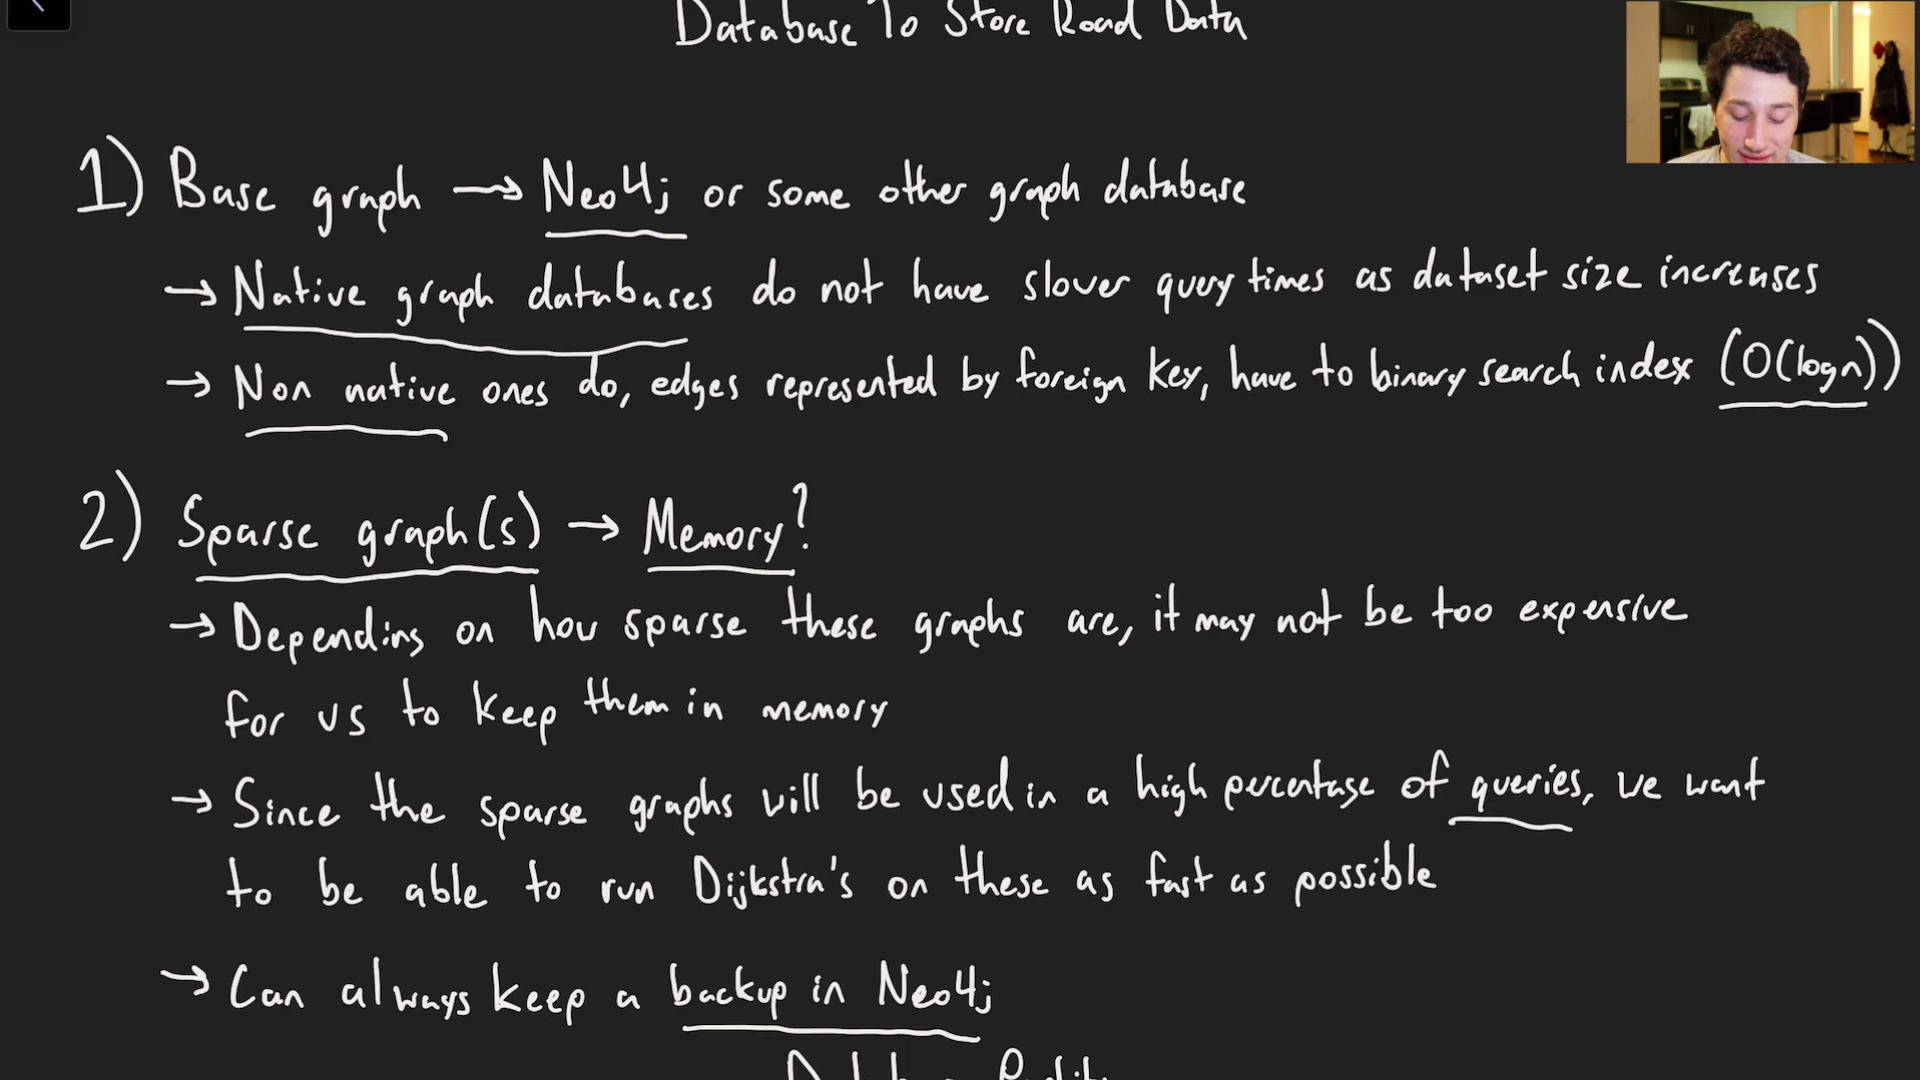 Database To Store Road Data
1) Base graph → Neo4j or some other graph database
→ Native graph databases do not have slower query times as dataset size increases
→ Non native ones do, edges represented by foreign key, have to binary search index (O(logn))
2) Sparse graph(s) → Memory?
→ Depending on how sparse these graphs are, it may not be too expensive
for us to keep them in memory
→ Since the sparse graphs will be used in a high percentage of queries, we want
to be able to run Dijkstra's on these as fast as possible
→ Can always keep a backup in Neo4j